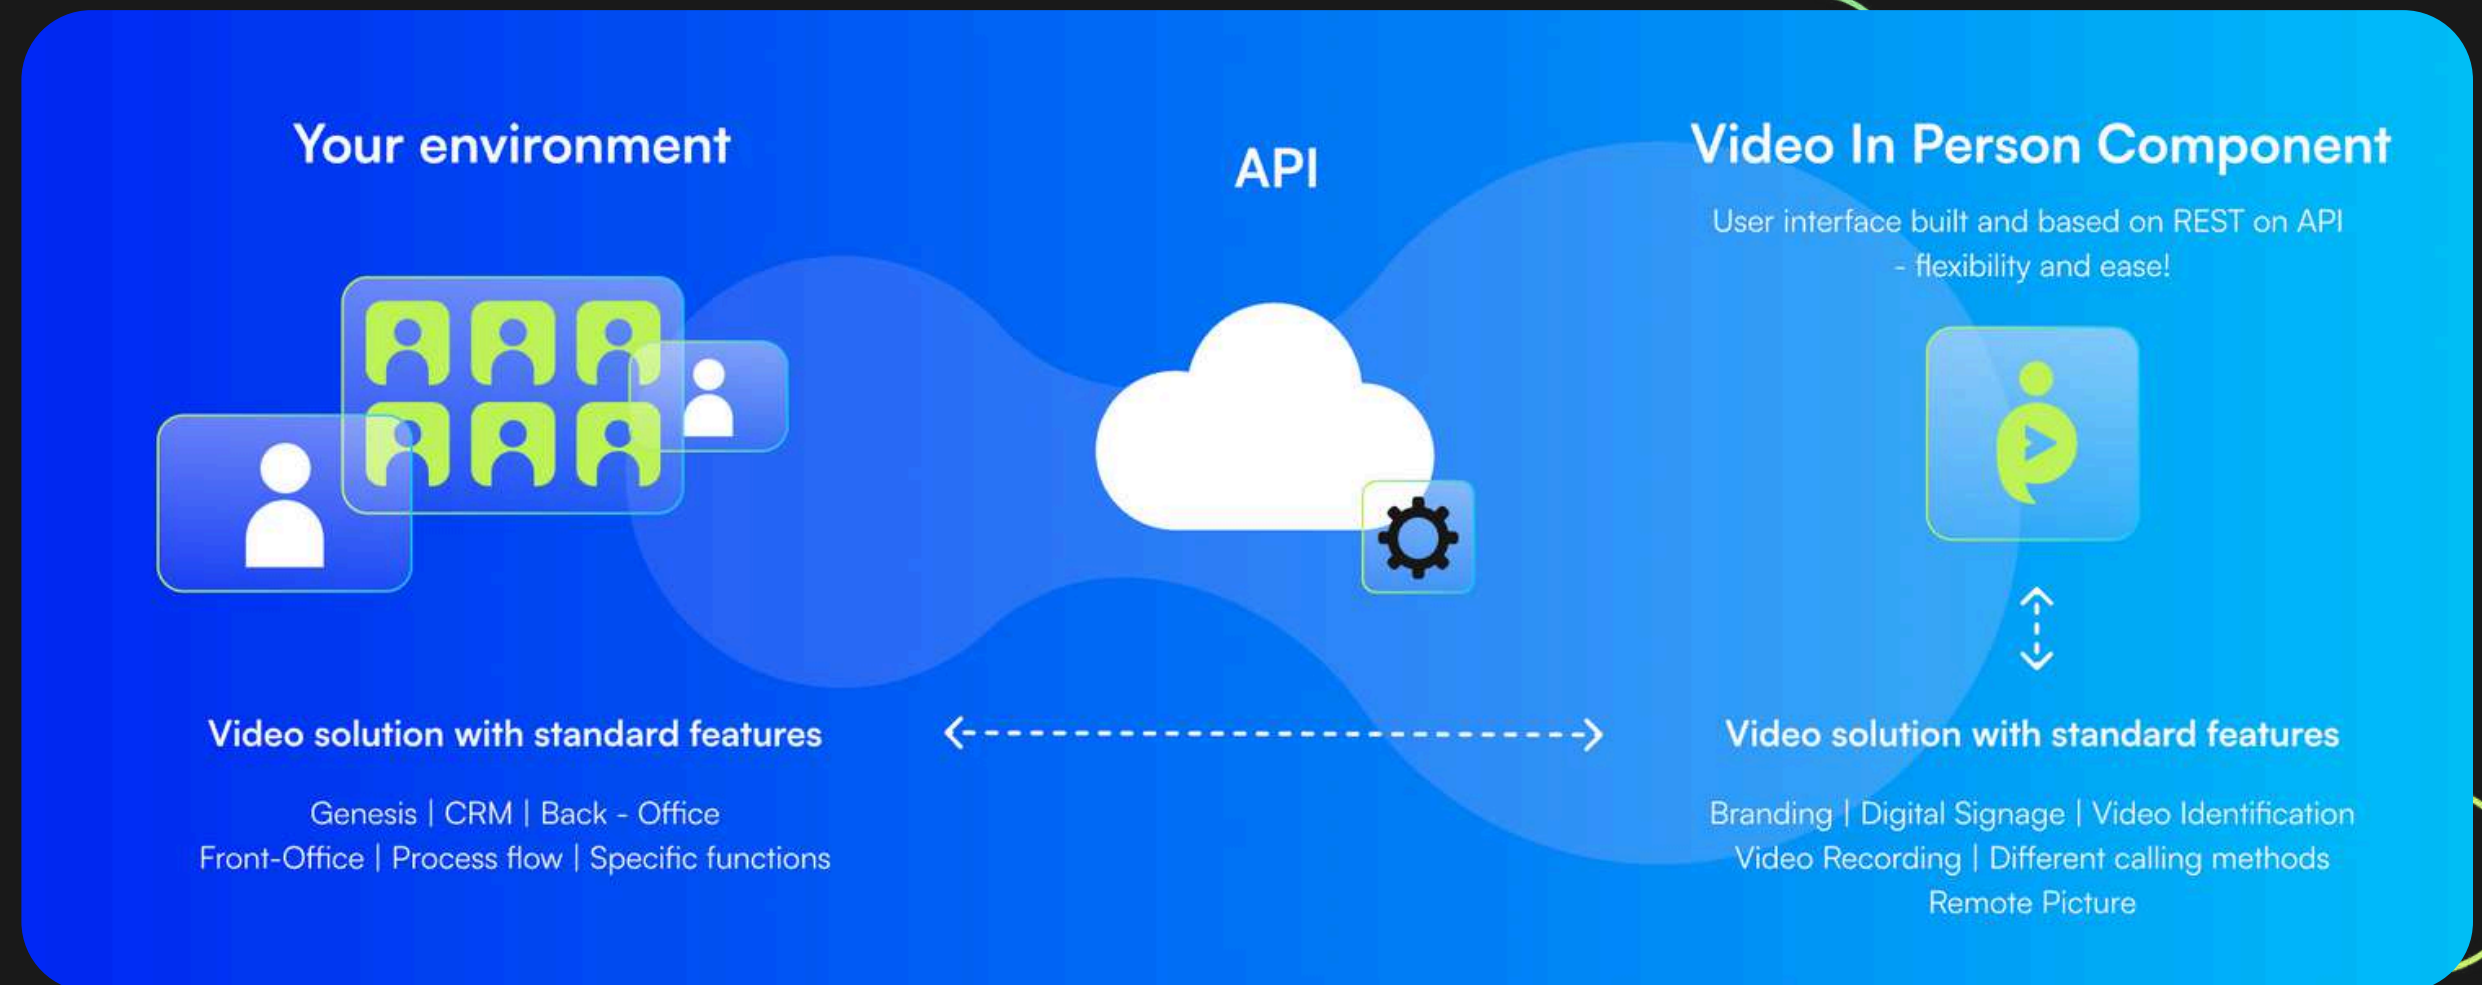 Your environment
API
Video In Person Component
User interface built and based on REST on API
- flexibility and ease!
Video solution with standard features
Genesis | CRM | Back - Office
Front-Office | Process flow | Specific functions
Video solution with standard features
Branding | Digital Signage | Video Identification
Video Recording | Different calling methods
Remote Picture